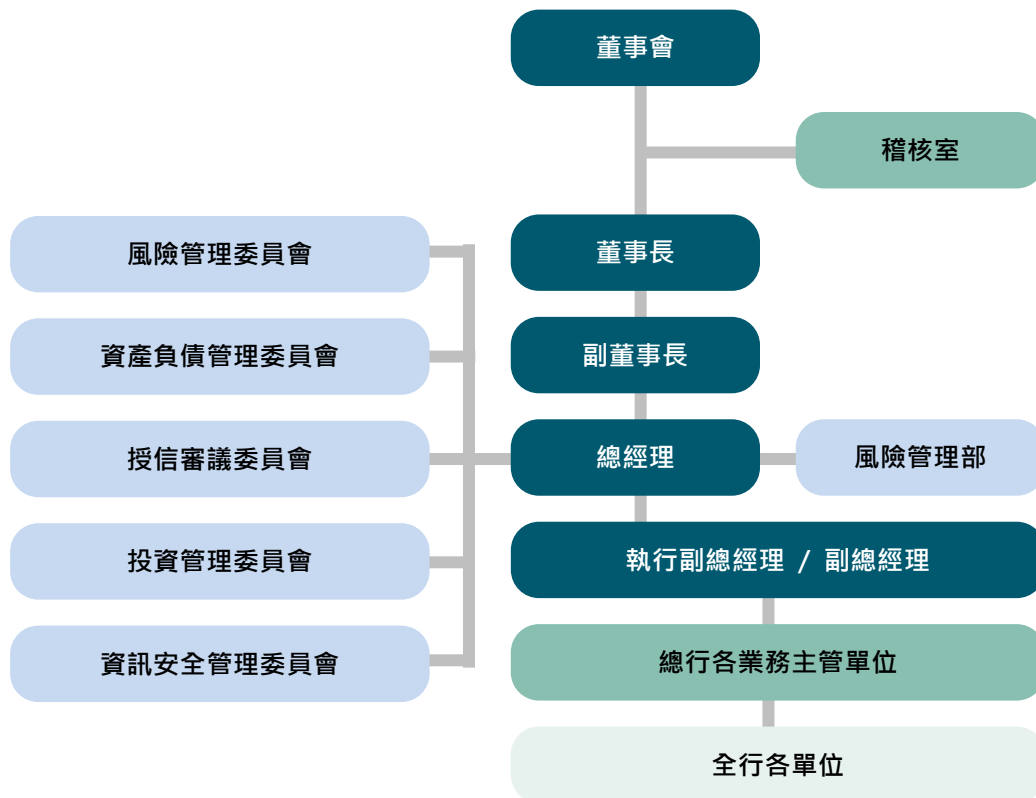 董事會
稽核室
風險管理委員會
董事長
資產負債管理委員會
副董事長
授信審議委員會
總經理
風險管理部
投資管理委員會
執行副總經理 / 副總經理
資訊安全管理委員會
總行各業務主管單位
全行各單位